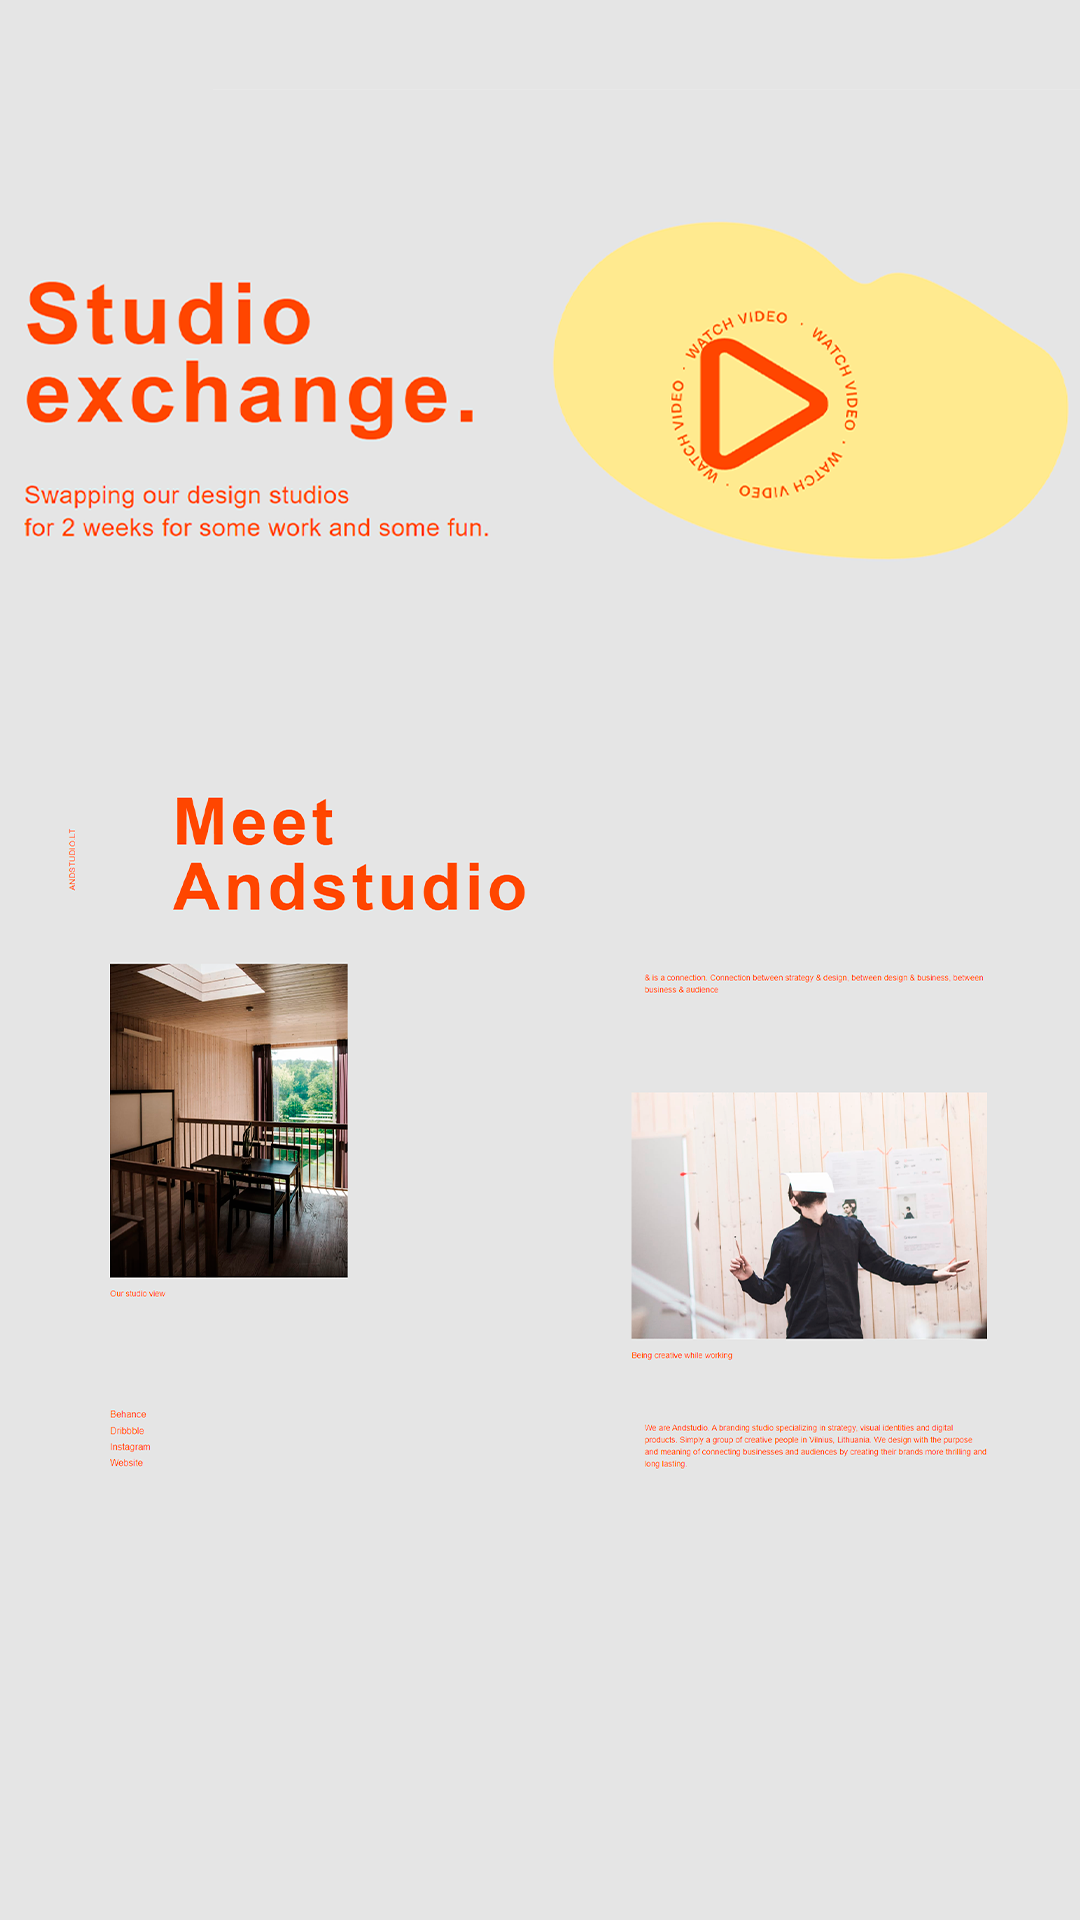 Studio
exchange.
Swapping our design studios
for 2 weeks for some work and some fun.
WATCH VIDEO · WATCH VIDEO · WATCH VIDEO · WATCH VIDEO ·
Meet
Andstudio
ANDSTUDIO.LT
& is a connection. Connection between strategy & design, between design & business, between
business & audience
Our studio view
Being creative while working
Behance
Dribbble
Instagram
Website
We are Andstudio. A branding studio specializing in strategy, visual identities and digital
products. Simply a group of creative people in Vilnius, Lithuania. We design with the purpose
and meaning of connecting businesses and audiences by creating their brands more thrilling and
long lasting.